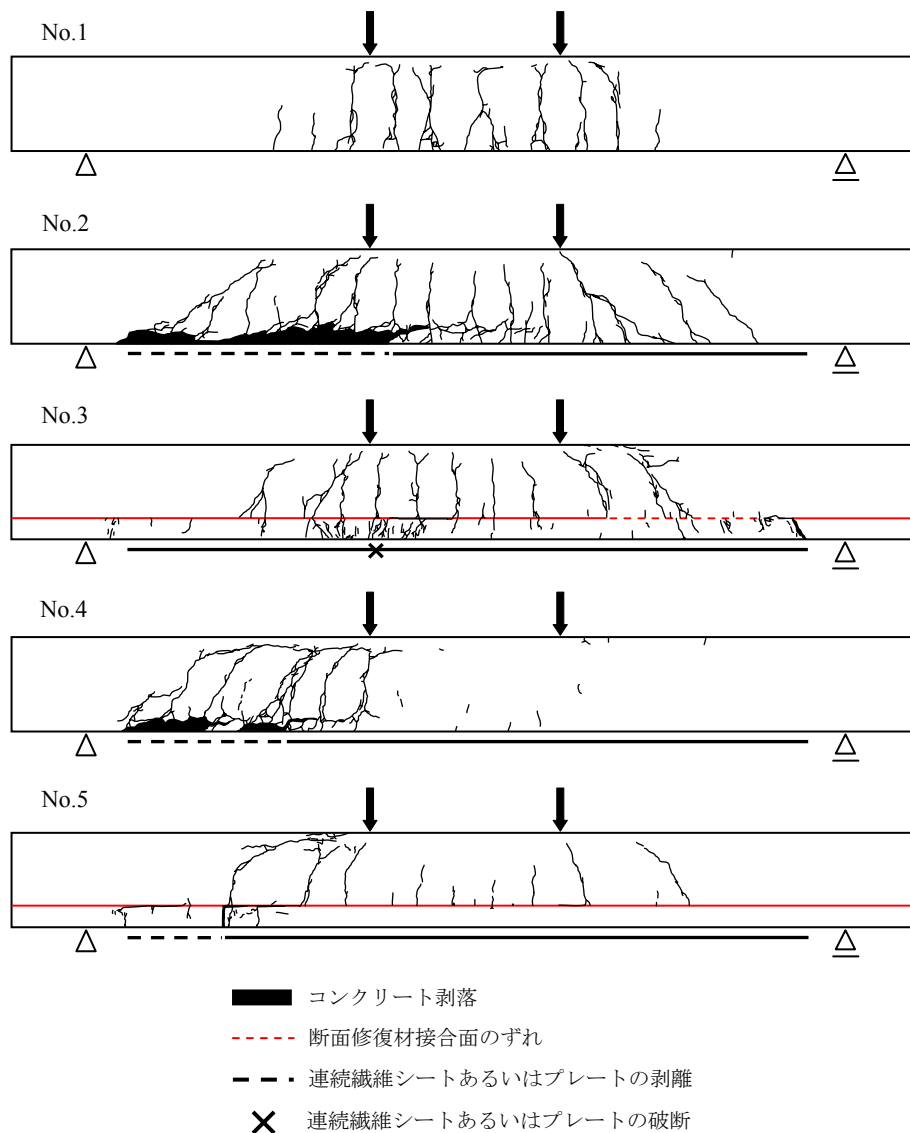 No.1
No.2
No.3
No.4
No.5
コンクリート剥落
断面修復材接合面のずれ
連続繊維シートあるいはプレートの剥離
連続繊維シートあるいはプレートの破断